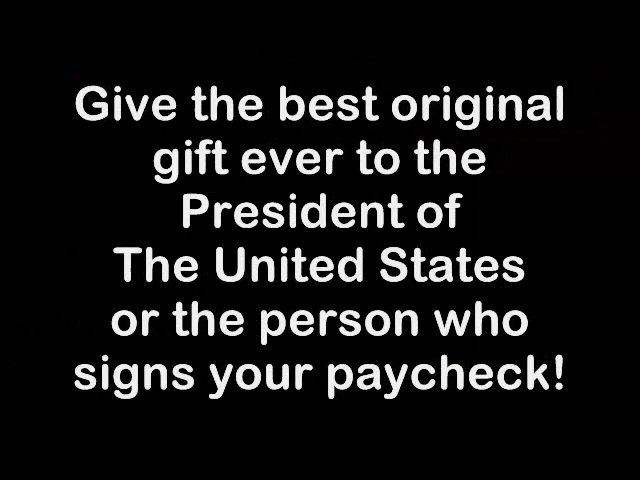 Give the best original
gift ever to the
President of
The United States
or the person who
signs your paycheck!